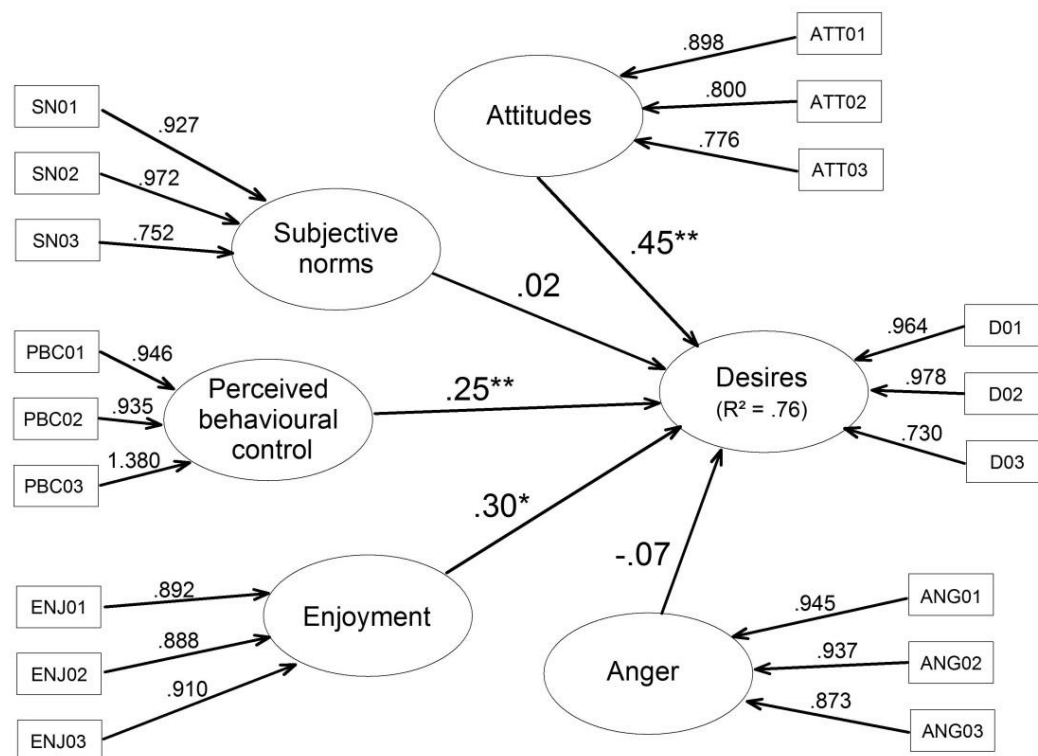 ATT01
.898
ATT02
.800
ATT03
.776
Attitudes
SN01
.927
SN02
.972
SN03
.752
Subjective
norms
.45**
.02
PBC01
.946
PBC02
.935
PBC03
1.380
Perceived
behavioural
control
.25**
Desires
(R² = .76)
.964
D01
.978
D02
.730
D03
.30*
-.07
ENJ01
.892
ENJ02
.888
ENJ03
.910
Enjoyment
Anger
.945
ANG01
.937
ANG02
.873
ANG03